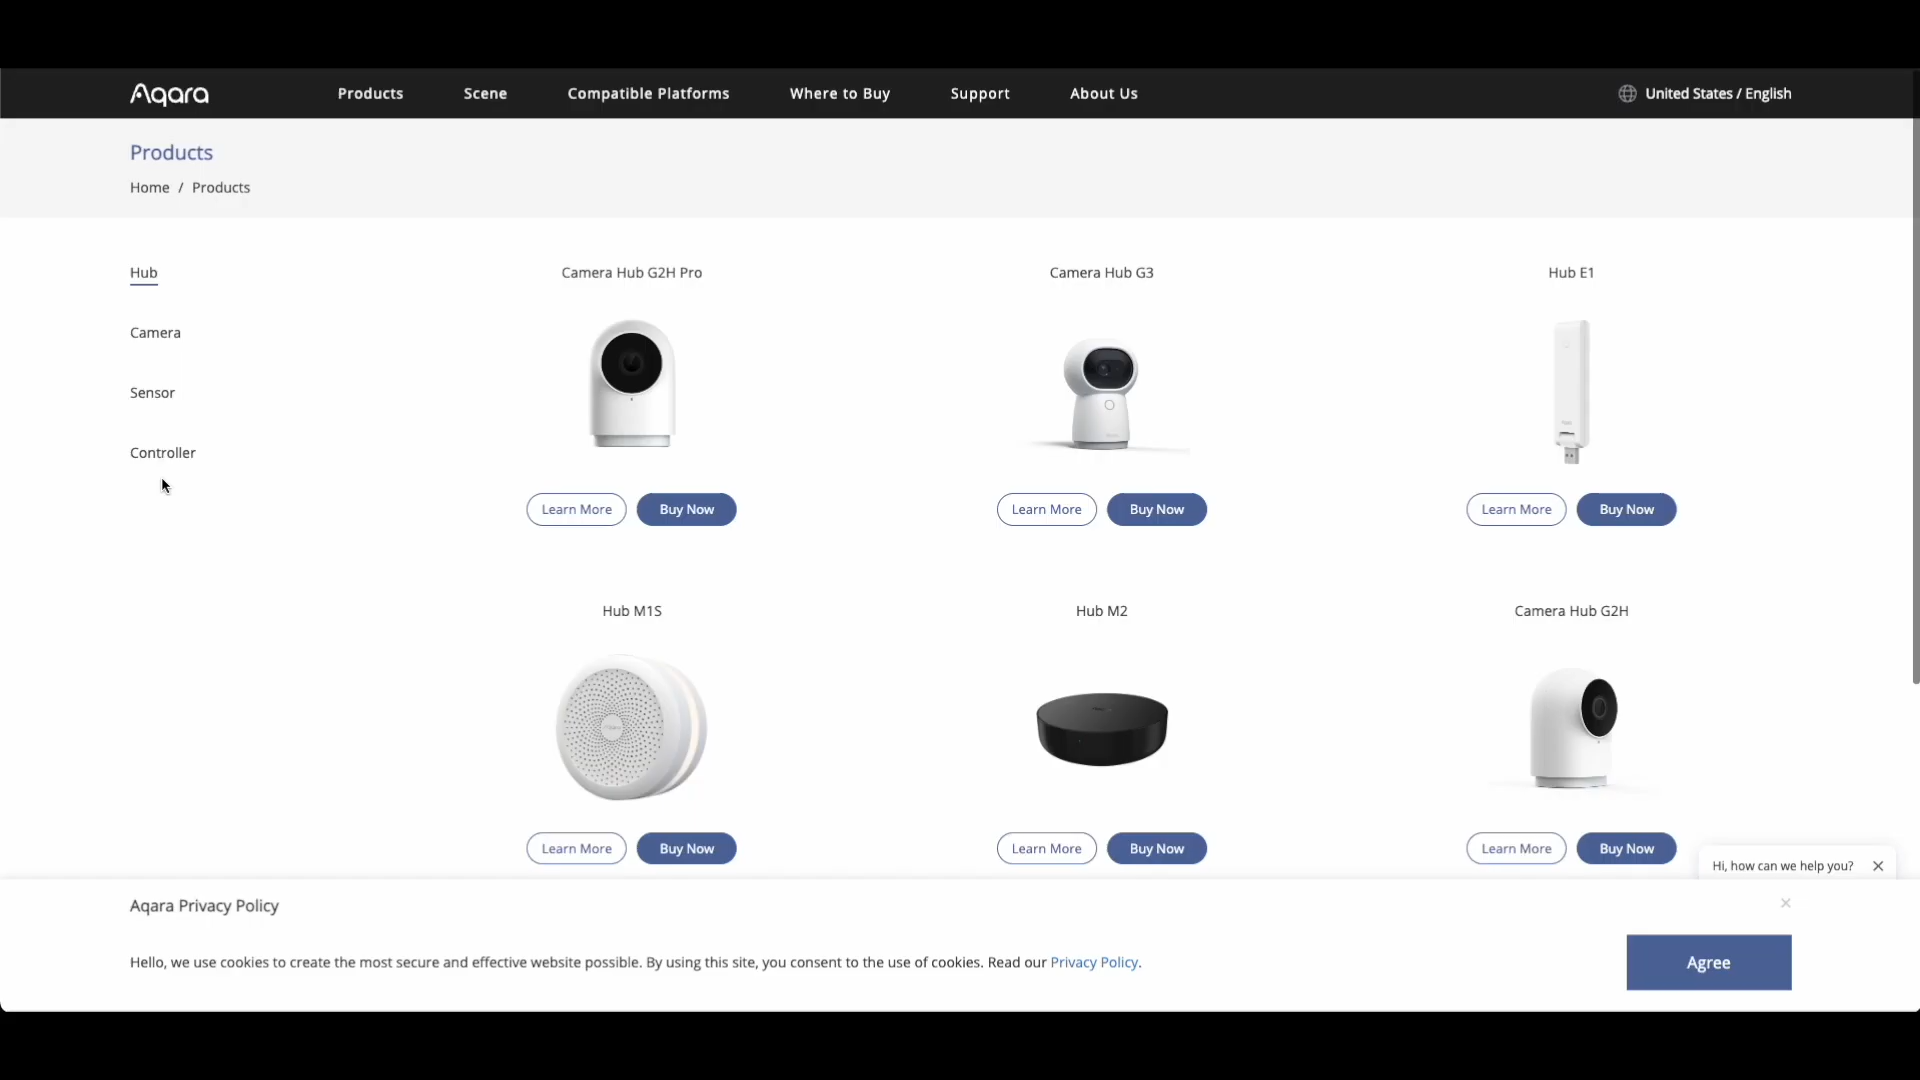 Aqara
Products
Scene
Compatible Platforms
Where to Buy
Support
About Us
United States / English
Products
Home / Products
Hub
Camera
Sensor
Controller
Camera Hub G2H Pro
Camera Hub G3
Hub E1
Learn More
Buy Now
Learn More
Buy Now
Learn More
Buy Now
Hub M1S
Hub M2
Camera Hub G2H
Learn More
Buy Now
Learn More
Buy Now
Learn More
Buy Now
Hi, how can we help you?
Aqara Privacy Policy
Hello, we use cookies to create the most secure and effective website possible. By using this site, you consent to the use of cookies. Read our Privacy Policy.
Agree